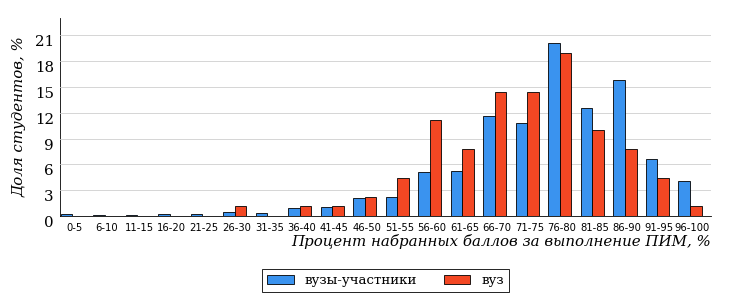 Доля студентов, %
21
18
15
12
9
6
3
0
0-5 6-10 11-15 16-20 21-25 26-30 31-35 36-40 41-45 46-50 51-55 56-60 61-65 66-70 71-75 76-80 81-85 86-90 91-95 96-100
Процент набранных баллов за выполнение ПИМ, %
вузы-участники вуз